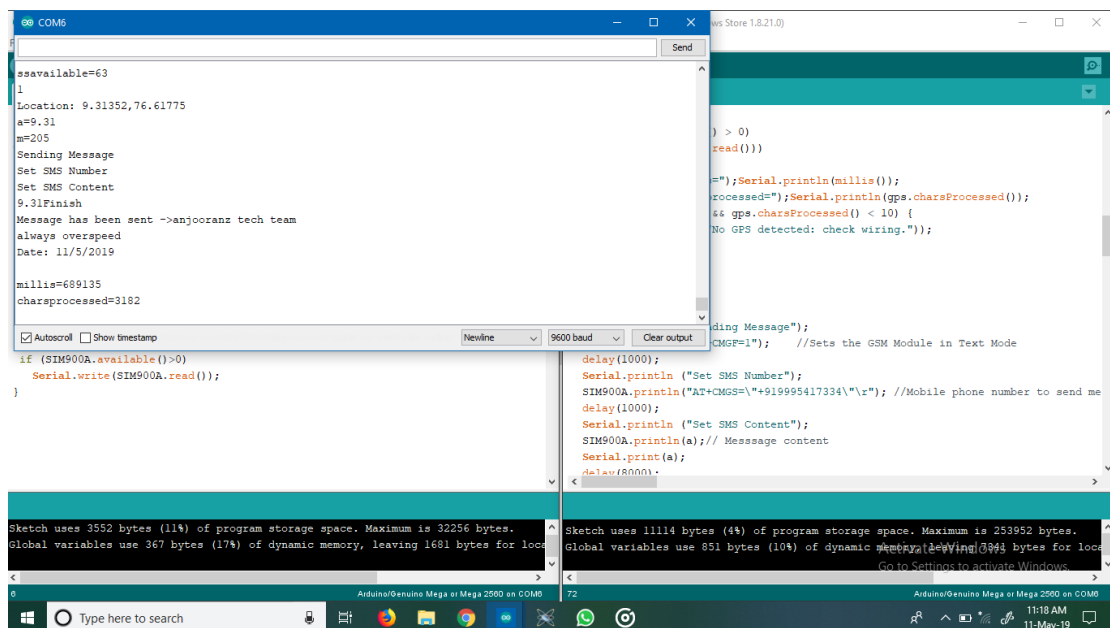 COM6
ws Store 1.8.21.0)
Send
ssavailable=63
1
Location: 9.31352,76.61775
a=9.31
m=205
Sending Message
Set SMS Number
Set SMS Content
9.31Finish
Message has been sent ->anjooranz tech team
always overspeed
Date: 11/5/2019
millis=689135
charsprocessed=3182
Autoscroll Show timestamp Newline 9600 baud Clear output
if (SIM900A.available()>0)
Serial.write(SIM900A.read());
}
) > 0)
read()))
=");Serial.println(millis());
rocessed=");Serial.println(gps.charsProcessed());
&& gps.charsProcessed() < 10) {
No GPS detected: check wiring."));
ding Message");
+CMGF=1"); //Sets the GSM Module in Text Mode
delay(1000);
Serial.println ("Set SMS Number");
SIM900A.println("AT+CMGS=\"+919995417334\"\r"); //Mobile phone number to send me
delay(1000);
Serial.println ("Set SMS Content");
SIM900A.println(a);// Messsage content
Serial.print(a);
delay(8000);
Sketch uses 3552 bytes (11%) of program storage space. Maximum is 32256 bytes.
Global variables use 367 bytes (17%) of dynamic memory, leaving 1681 bytes for loca
Sketch uses 11114 bytes (4%) of program storage space. Maximum is 253952 bytes.
Global variables use 851 bytes (10%) of dynamic memory, leaving 7341 bytes for loca
Activate Windows
Go to Settings to activate Windows.
6 Arduino/Genuino Mega or Mega 2560 on COM6
72 Arduino/Genuino Mega or Mega 2560 on COM6
Type here to search
11:18 AM
11-May-19